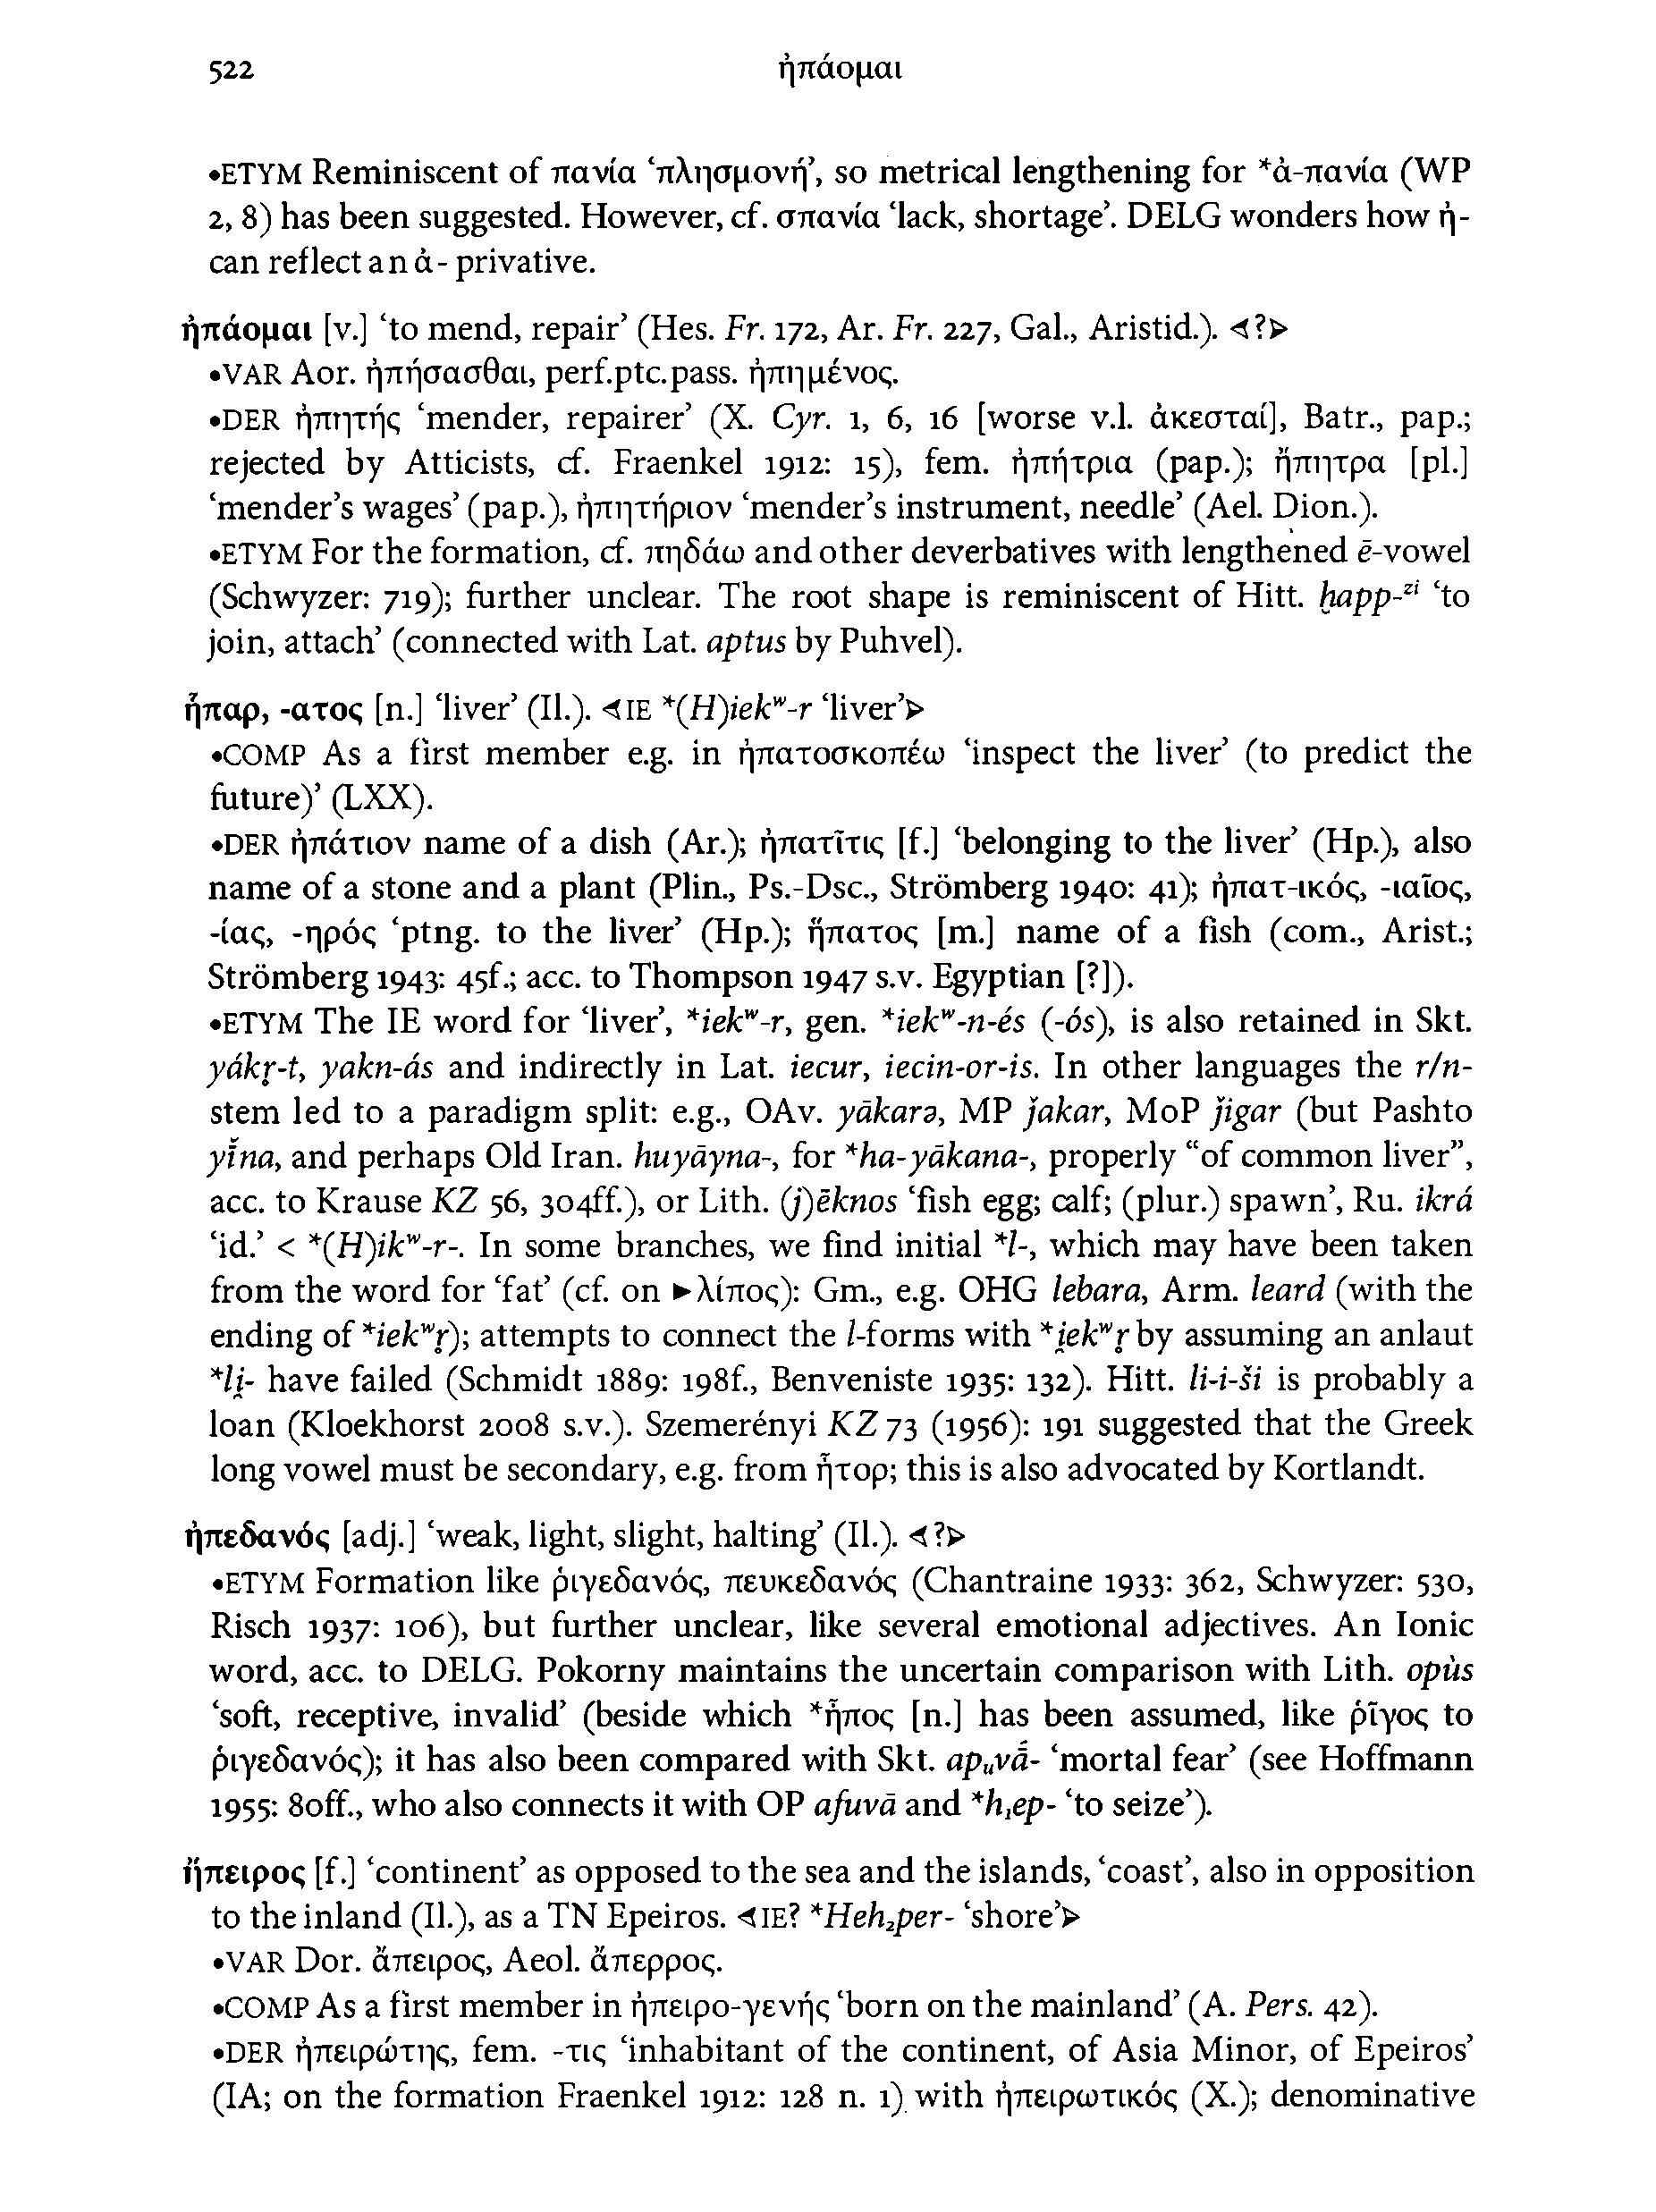 522 ἠπάομαι
•ETYM Reminiscent of πανία ‘πλησμονή’, so metrical lengthening for *ἀ-πανία (WP
2, 8) has been suggested. However, cf. σπανία ‘lack, shortage’. DELG wonders how ἠ-
can reflect an ἀ- privative.
ἠπάομαι [v.] ‘to mend, repair’ (Hes. Fr. 172, Ar. Fr. 227, Gal., Aristid.). ⊲?⊳
•VAR Aor. ἠπήσασθαι, perf.ptc.pass. ἠπημένος.
•DER ἠπητής ‘mender, repairer’ (X. Cyr. 1, 6, 16 [worse v.l. ἀκεσταί], Batr., pap.;
rejected by Atticists, cf. Fraenkel 1912: 15), fem. ἠπήτρια (pap.); ἤπητρα [pl.]
‘mender’s wages’ (pap.), ἠπητήριον ‘mender’s instrument, needle’ (Ael. Dion.).
•ETYM For the formation, cf. πηδάω and other deverbatives with lengthened ē-vowel
(Schwyzer: 719); further unclear. The root shape is reminiscent of Hitt. ḫapp-ᶻⁱ ‘to
join, attach’ (connected with Lat. aptus by Puhvel).
ἧπαρ, -ατος [n.] ‘liver’ (Il.). ⊲IE *(H)iekʷ-r ‘liver’⊳
•COMP As a first member e.g. in ἡπατοσκοπέω ‘inspect the liver’ (to predict the
future)’ (LXX).
•DER ἡπάτιον name of a dish (Ar.); ἡπατῖτις [f.] ‘belonging to the liver’ (Hp.), also
name of a stone and a plant (Plin., Ps.-Dsc., Strömberg 1940: 41); ἡπατ-ικός, -ιαῖος,
-ίας, -ηρός ‘ptng. to the liver’ (Hp.); ἥπατος [m.] name of a fish (com., Arist.;
Strömberg 1943: 45f.; acc. to Thompson 1947 s.v. Egyptian [?]).
•ETYM The IE word for ‘liver’, *iekʷ-r, gen. *iekʷ-n-és (-ós), is also retained in Skt.
yákr̥-t, yakn-ás and indirectly in Lat. iecur, iecin-or-is. In other languages the r/n-
stem led to a paradigm split: e.g., OAv. yākarə, MP ǰakar, MoP ǰigar (but Pashto
yīna, and perhaps Old Iran. huyāyna-, for *ha-yākana-, properly “of common liver”,
acc. to Krause KZ 56, 304ff.), or Lith. (j)ēknos ‘fish egg; calf; (plur.) spawn’, Ru. ikrá
‘id.’ < *(H)ikʷ-r-. In some branches, we find initial *l-, which may have been taken
from the word for ‘fat’ (cf. on ►λίπος): Gm., e.g. OHG lebara, Arm. leard (with the
ending of *iekʷr̥); attempts to connect the l-forms with *i̯ekʷr̥ by assuming an anlaut
*li̯- have failed (Schmidt 1889: 198f., Benveniste 1935: 132). Hitt. li-i-ši is probably a
loan (Kloekhorst 2008 s.v.). Szemerényi KZ 73 (1956): 191 suggested that the Greek
long vowel must be secondary, e.g. from ἦτορ; this is also advocated by Kortlandt.
ἠπεδανός [adj.] ‘weak, light, slight, halting’ (Il.). ⊲?⊳
•ETYM Formation like ῥιγεδανός, πευκεδανός (Chantraine 1933: 362, Schwyzer: 530,
Risch 1937: 106), but further unclear, like several emotional adjectives. An Ionic
word, acc. to DELG. Pokorny maintains the uncertain comparison with Lith. opùs
‘soft, receptive, invalid’ (beside which *ἦπος [n.] has been assumed, like ῥῖγος to
ῥιγεδανός); it has also been compared with Skt. apᵤvā́- ‘mortal fear’ (see Hoffmann
1955: 80ff., who also connects it with OP afuvā and *h₁ep- ‘to seize’).
ἤπειρος [f.] ‘continent’ as opposed to the sea and the islands, ‘coast’, also in opposition
to the inland (Il.), as a TN Epeiros. ⊲IE? *Heh₂per- ‘shore’⊳
•VAR Dor. ἄπειρος, Aeol. ἄπερρος.
•COMP As a first member in ἠπειρο-γενής ‘born on the mainland’ (A. Pers. 42).
•DER ἠπειρώτης, fem. -τις ‘inhabitant of the continent, of Asia Minor, of Epeiros’
(IA; on the formation Fraenkel 1912: 128 n. 1) with ἠπειρωτικός (X.); denominative